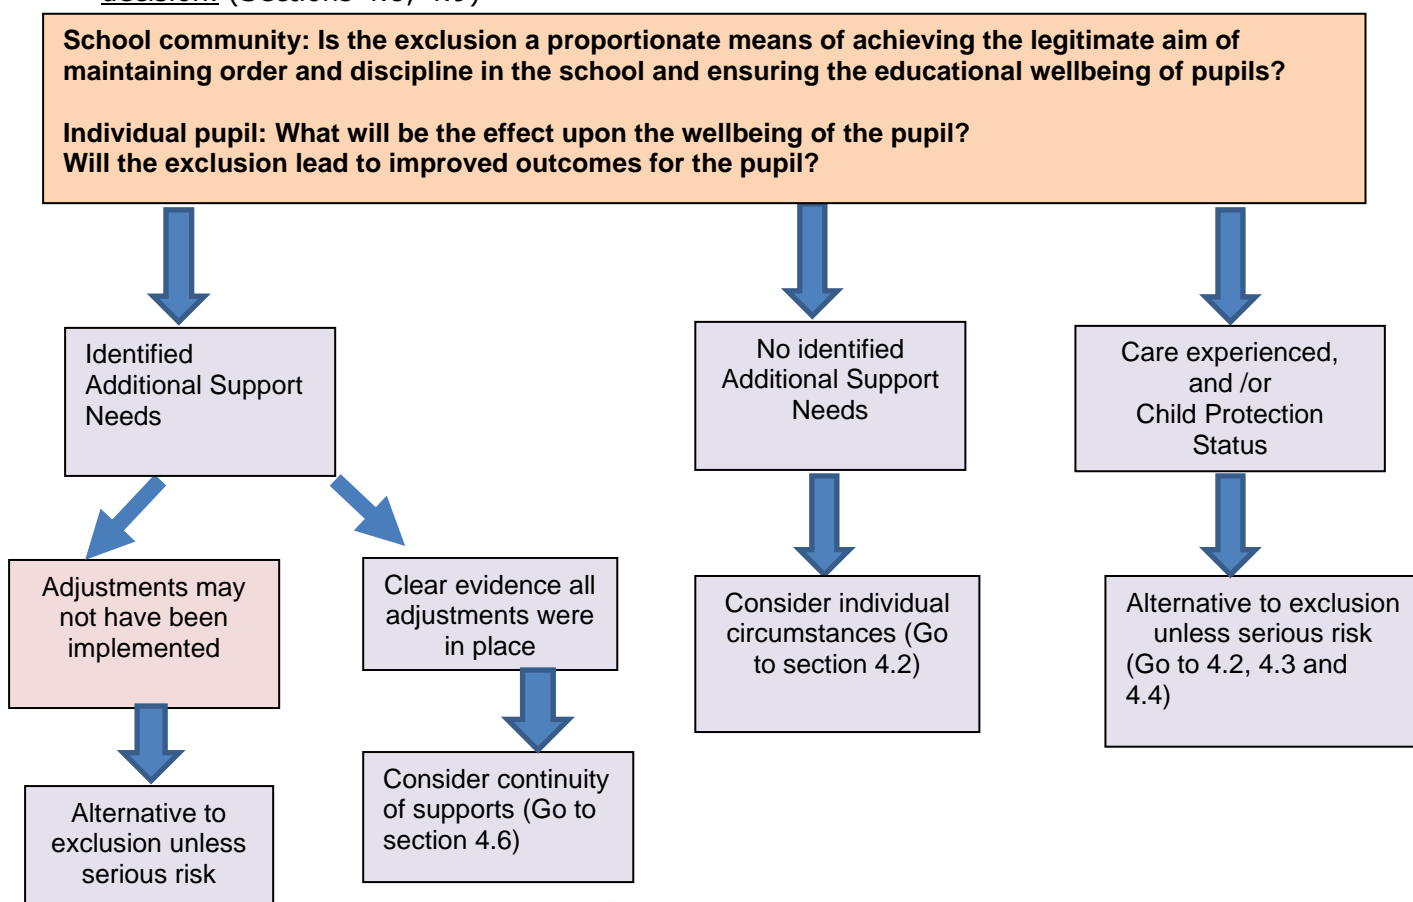 School community: Is the exclusion a proportionate means of achieving the legitimate aim of
maintaining order and discipline in the school and ensuring the educational wellbeing of pupils?
Individual pupil: What will be the effect upon the wellbeing of the pupil?
Will the exclusion lead to improved outcomes for the pupil?
Identified
Additional Support
Needs
No identified
Additional Support
Needs
Care experienced,
and /or
Child Protection
Status
Adjustments may
not have been
implemented
Clear evidence all
adjustments were
in place
Consider individual
circumstances (Go
to section 4.2)
Alternative to exclusion
unless serious risk
(Go to 4.2, 4.3 and
4.4)
Alternative to
exclusion unless
serious risk
Consider continuity
of supports (Go to
section 4.6)